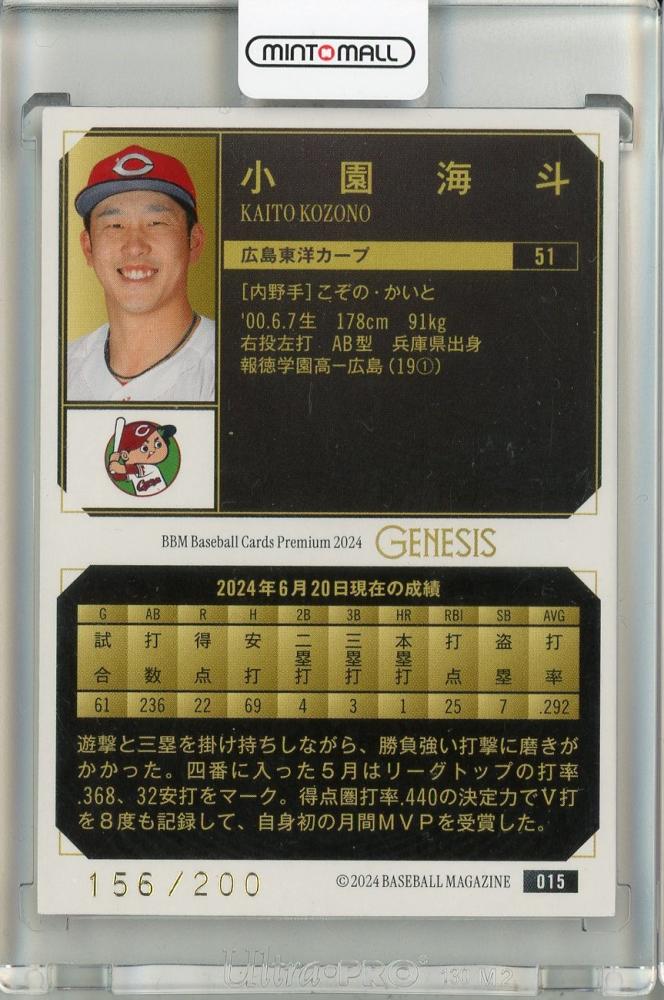 MINTMALL
小園海斗
KAITO KOZONO
広島東洋カープ 51
[内野手]こぞの・かいと
'00.6.7生 178cm 91kg
右投左打 AB型 兵庫県出身
報徳学園高ー広島(19①)
BBM Baseball Cards Premium 2024 GENESIS
2024年6月20日現在の成績
G AB R H 2B 3B HR RBI SB AVG
試合 打数 得点 安打 二塁打 三塁打 本塁打 打点 盗塁 打率
61 236 22 69 4 3 1 25 7 .292
遊撃と三塁を掛け持ちしながら、勝負強い打撃に磨きが
かかった。四番に入った5月はリーグトップの打率
.368、32安打をマーク。得点圏打率.440の決定力でV打
を8度も記録して、自身初の月間MVPを受賞した。
156/200
©2024 BASEBALL MAGAZINE 015
Ultra·PRO® 130 M2